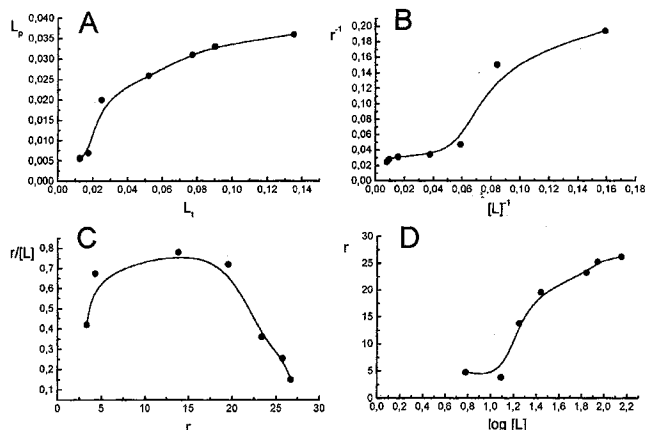 A
L_p
0,040
0,035
0,030
0,025
0,020
0,015
0,010
0,005
0,000
0,00 0,02 0,04 0,06 0,08 0,10 0,12 0,14
L_t
B
r⁻¹
0,20
0,18
0,16
0,14
0,12
0,10
0,08
0,06
0,04
0,02
0,00
0,00 0,02 0,04 0,06 0,08 0,10 0,12 0,14 0,16 0,18
[L]⁻¹
C
r/[L]
0,8
0,7
0,6
0,5
0,4
0,3
0,2
0,1
0 5 10 15 20 25 30
r
D
r
30
25
20
15
10
5
0
0,0 0,2 0,4 0,6 0,8 1,0 1,2 1,4 1,6 1,8 2,0 2,2
log [L]